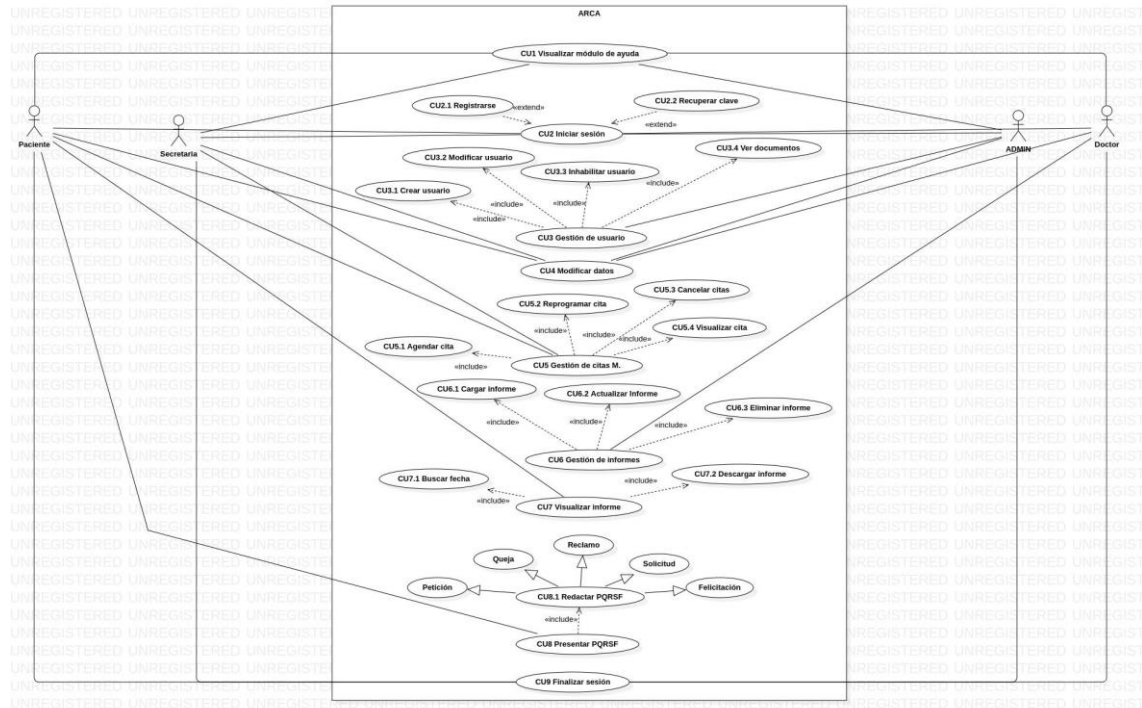 ARCA
CU1 Visualizar módulo de ayuda
CU2.1 Registrarse
«extend»
CU2.2 Recuperar clave
«extend»
CU2 Iniciar sesión
Paciente
Secretaria
ADMIN
Doctor
CU3.2 Modificar usuario
CU3.4 Ver documentos
CU3.3 Inhabilitar usuario
CU3.1 Crear usuario
«include»
«include»
«include»
«include»
CU3 Gestión de usuario
CU4 Modificar datos
CU5.3 Cancelar citas
CU5.2 Reprogramar cita
CU5.4 Visualizar cita
«include»
«include»
«include»
CU5.1 Agendar cita
«include»
CU5 Gestión de citas M.
CU6.1 Cargar informe
CU6.2 Actualizar Informe
CU6.3 Eliminar informe
«include»
«include»
«include»
CU6 Gestión de informes
CU7.1 Buscar fecha
CU7.2 Descargar informe
«include»
«include»
CU7 Visualizar informe
Reclamo
Queja
Solicitud
Petición
Felicitación
CU8.1 Redactar PQRSF
«include»
CU8 Presentar PQRSF
CU9 Finalizar sesión